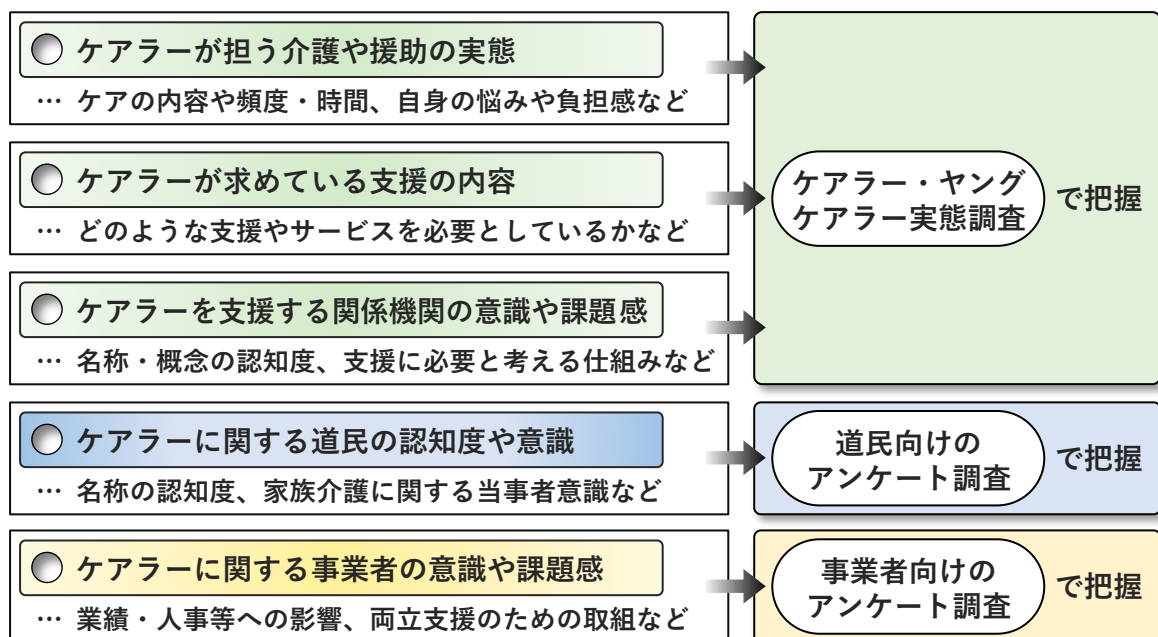 ケアラーが担う介護や援助の実態
… ケアの内容や頻度・時間、自身の悩みや負担感など
ケアラーが求めている支援の内容
… どのような支援やサービスを必要としているかなど
ケアラーを支援する関係機関の意識や課題感
… 名称・概念の認知度、支援に必要と考える仕組みなど
ケアラー・ヤング
ケアラー実態調査
で把握
ケアラーに関する道民の認知度や意識
… 名称の認知度、家族介護に関する当事者意識など
道民向けの
アンケート調査
で把握
ケアラーに関する事業者の意識や課題感
… 業績・人事等への影響、両立支援のための取組など
事業者向けの
アンケート調査
で把握